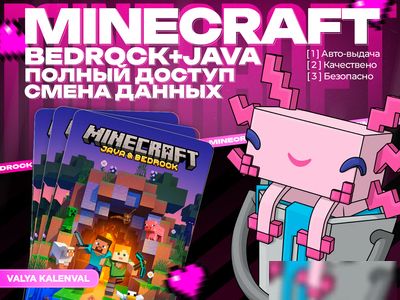 MINECRAFT
BEDROCK+JAVA
ПОЛНЫЙ ДОСТУП
СМЕНА ДАННЫХ
[ 1 ] Авто-выдача
[ 2 ] Качествено
[ 3 ] Безопасно
MINECRAFT
JAVA & BEDROCK
VALYA KALENVAL